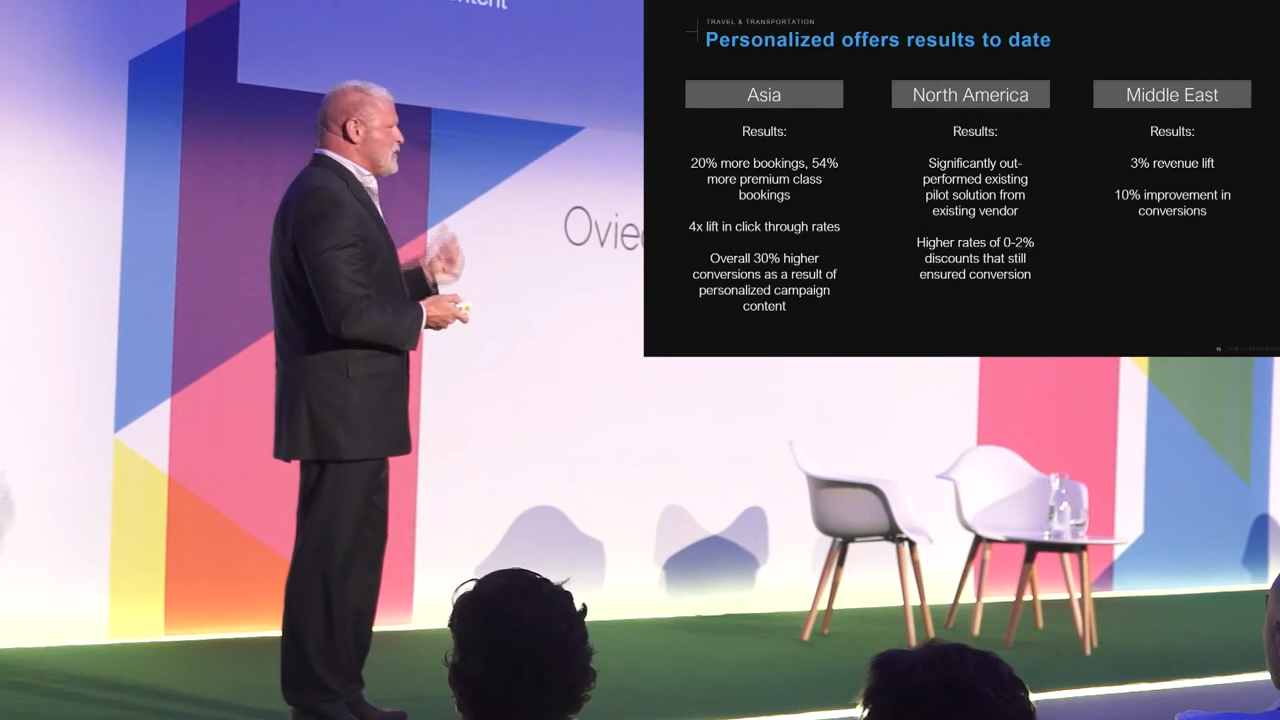 TRAVEL & TRANSPORTATION
Personalized offers results to date
Asia
Results:
20% more bookings, 54%
more premium class
bookings
4x lift in click through rates
Overall 30% higher
conversions as a result of
personalized campaign
content
North America
Results:
Significantly out-
performed existing
pilot solution from
existing vendor
Higher rates of 0-2%
discounts that still
ensured conversion
Middle East
Results:
3% revenue lift
10% improvement in
conversions